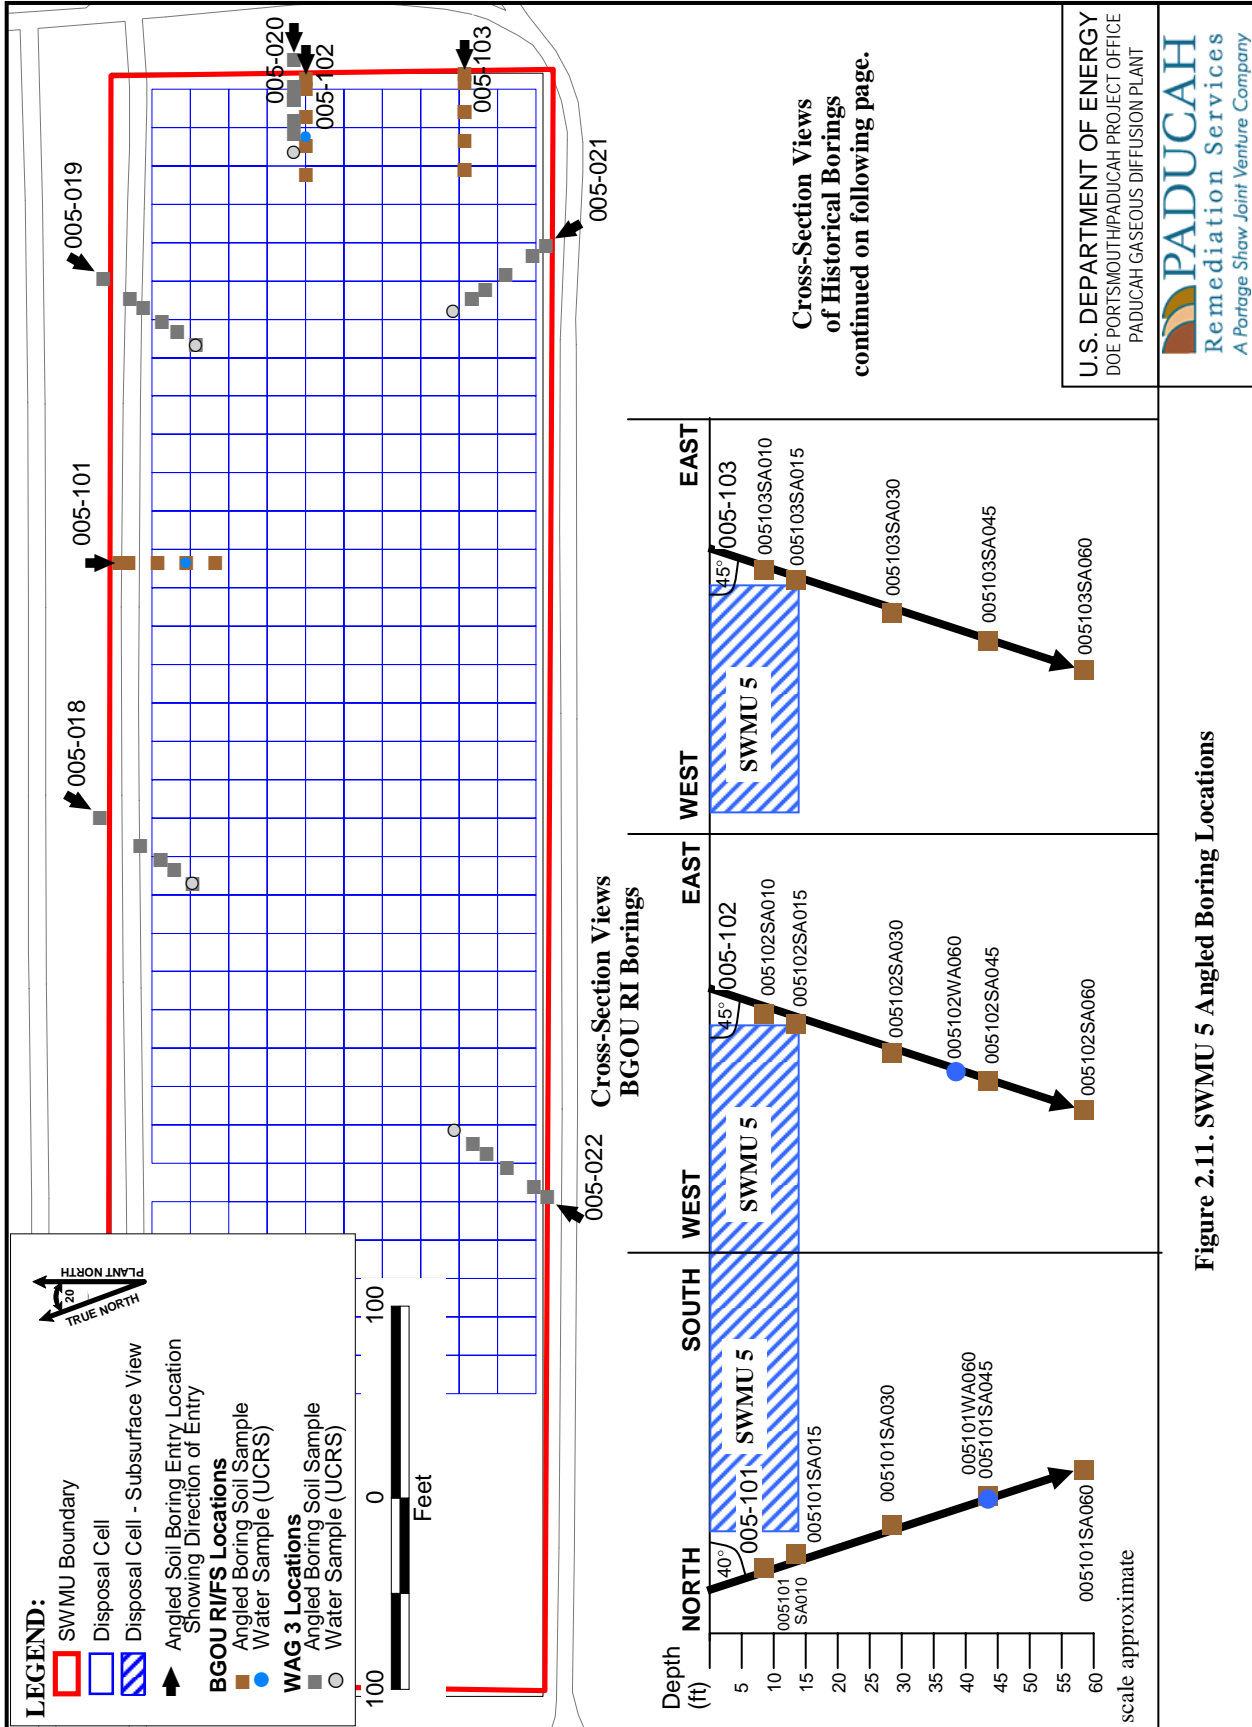 LEGEND:
SWMU Boundary
Disposal Cell
Disposal Cell - Subsurface View
Angled Soil Boring Entry Location
Showing Direction of Entry
BGOU RI/FS Locations
Angled Boring Soil Sample
Water Sample (UCRS)
WAG 3 Locations
Angled Boring Soil Sample
Water Sample (UCRS)
TRUE NORTH
20
PLANT NORTH
100
0
100
Feet
005-018
005-101
005-019
005-020
005-102
005-103
005-021
005-022
Cross-Section Views
BGOU RI Borings
Depth
(ft)
5
10
15
20
25
30
35
40
45
50
55
60
scale approximate
NORTH
SOUTH
40°
005-101
SWMU 5
005101
SA010
005101SA015
005101SA030
005101WA060
005101SA045
005101SA060
WEST
EAST
SWMU 5
45°
005-102
005102SA010
005102SA015
005102SA030
005102WA060
005102SA045
005102SA060
WEST
EAST
SWMU 5
45°
005-103
005103SA010
005103SA015
005103SA030
005103SA045
005103SA060
Cross-Section Views
of Historical Borings
continued on following page.
U.S. DEPARTMENT OF ENERGY
DOE PORTSMOUTH/PADUCAH PROJECT OFFICE
PADUCAH GASEOUS DIFFUSION PLANT
PADUCAH
Remediation Services
A Portage Shaw Joint Venture Company
Figure 2.11. SWMU 5 Angled Boring Locations